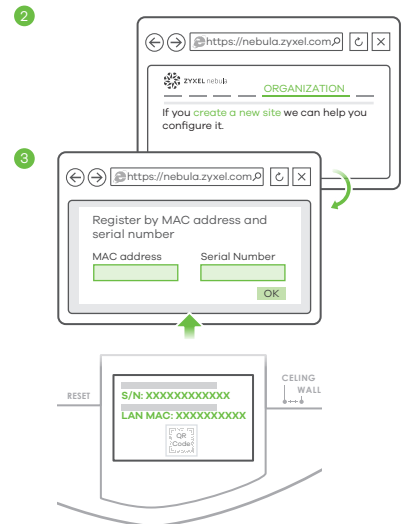 2
https://nebula.zyxel.com
ZYXEL nebula
ORGANIZATION
If you create a new site we can help you
configure it.
3
https://nebula.zyxel.com
Register by MAC address and
serial number
MAC address Serial Number
OK
RESET
CELING
WALL
S/N: XXXXXXXXXXXX
LAN MAC: XXXXXXXXXX
QR
Code